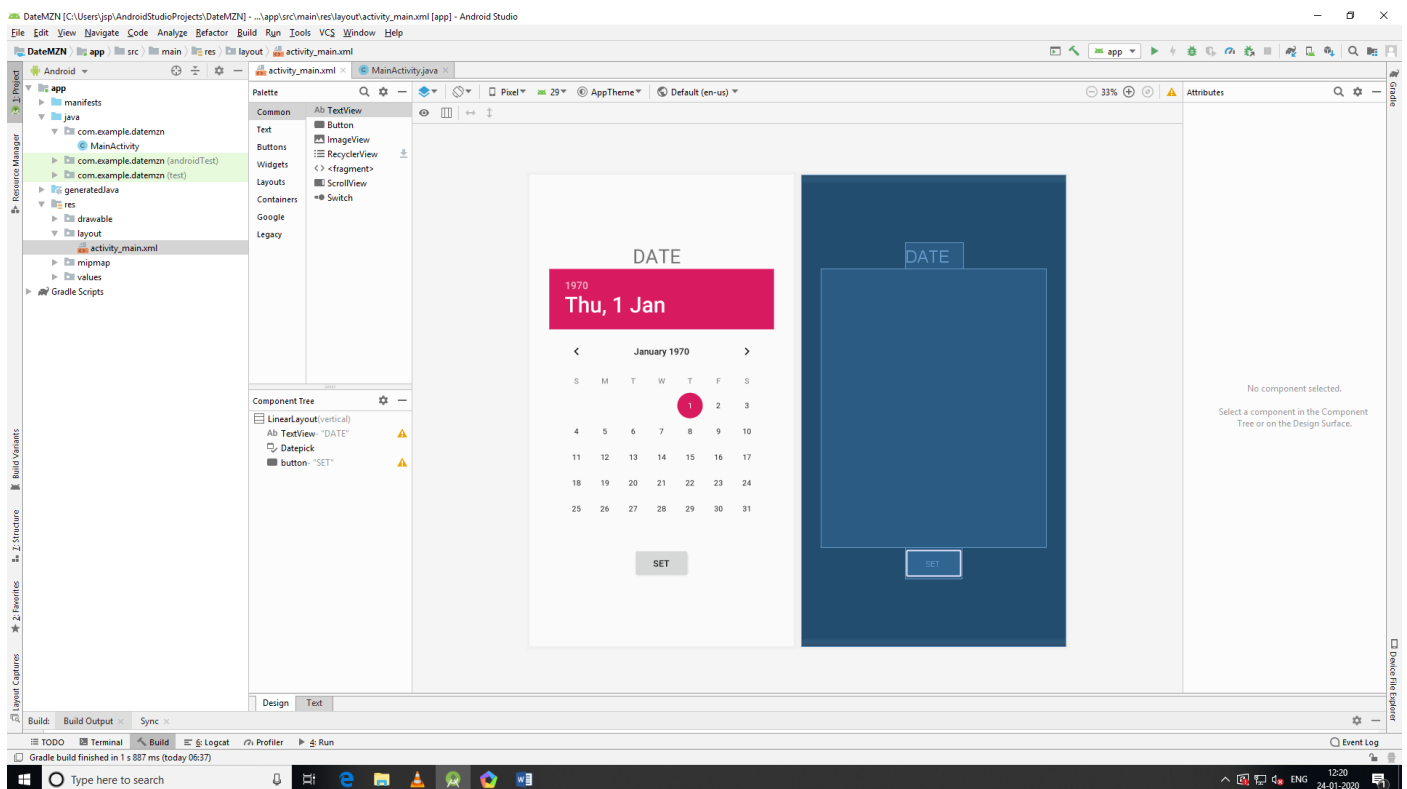 DateMZN [C:\Users\jsp\AndroidStudioProjects\DateMZN] - ...\app\src\main\res\layout\activity_main.xml [app] - Android Studio
File Edit View Navigate Code Analyze Refactor Build Run Tools VCS Window Help
DateMZN app src main res layout activity_main.xml
app
Android
activity_main.xml
MainActivity.java
1: Project
Resource Manager
Build Variants
Z: Structure
2: Favorites
Layout Captures
app
manifests
java
com.example.datemzn
MainActivity
com.example.datemzn (androidTest)
com.example.datemzn (test)
generatedJava
res
drawable
layout
activity_main.xml
mipmap
values
Gradle Scripts
Palette
Common
Text
Buttons
Widgets
Layouts
Containers
Google
Legacy
Ab TextView
Button
ImageView
RecyclerView
<> <fragment>
ScrollView
Switch
Component Tree
LinearLayout(vertical)
Ab TextView- "DATE"
Datepick
button- "SET"
Pixel 29 AppTheme Default (en-us)
33%
DATE
1970
Thu, 1 Jan
January 1970
S M T W T F S
1 2 3
4 5 6 7 8 9 10
11 12 13 14 15 16 17
18 19 20 21 22 23 24
25 26 27 28 29 30 31
SET
DATE
SET
Attributes
No component selected.
Select a component in the Component
Tree or on the Design Surface.
Gradle
Device File Explorer
Design Text
Build: Build Output Sync
TODO Terminal Build 6: Logcat Profiler 4: Run
Event Log
Gradle build finished in 1 s 887 ms (today 06:37)
Type here to search
ENG
12:20
24-01-2020